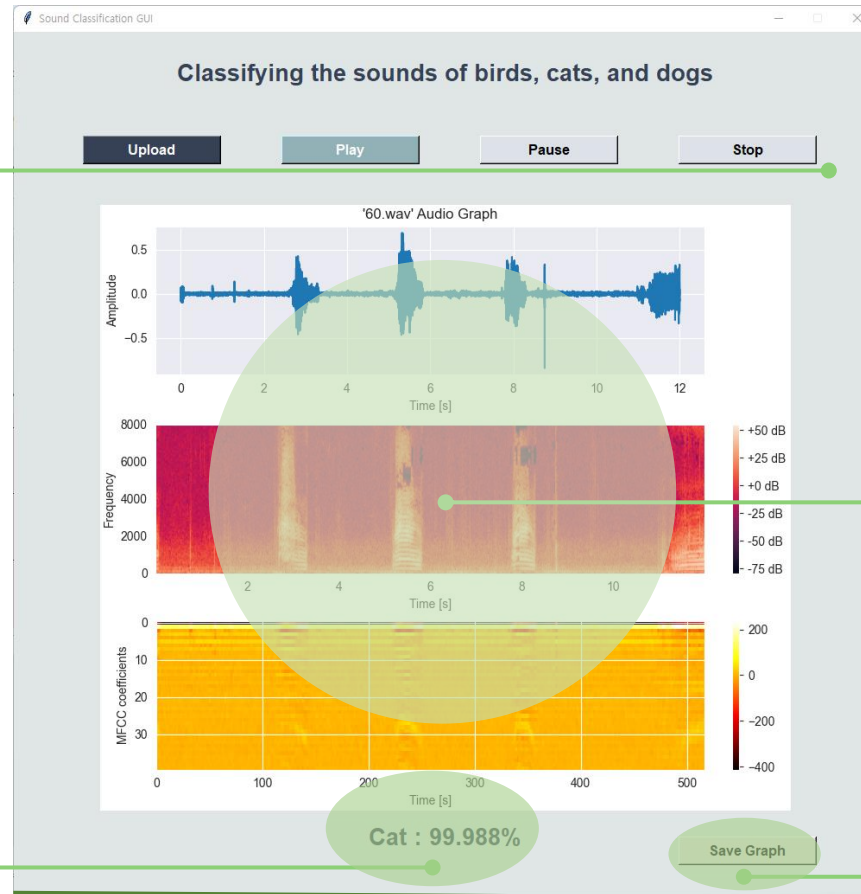 Sound Classification GUI
Classifying the sounds of birds, cats, and dogs
Upload Play Pause Stop
'60.wav' Audio Graph
Amplitude
0.5
0.0
−0.5
0 2 4 6 8 10 12
Time [s]
Frequency
8000
6000
4000
2000
0
2 4 6 8 10
Time [s]
+50 dB
+25 dB
+0 dB
-25 dB
-50 dB
-75 dB
MFCC coefficients
0
10
20
30
0 100 200 300 400 500
Time [s]
200
0
−200
−400
Cat : 99.988%
Save Graph